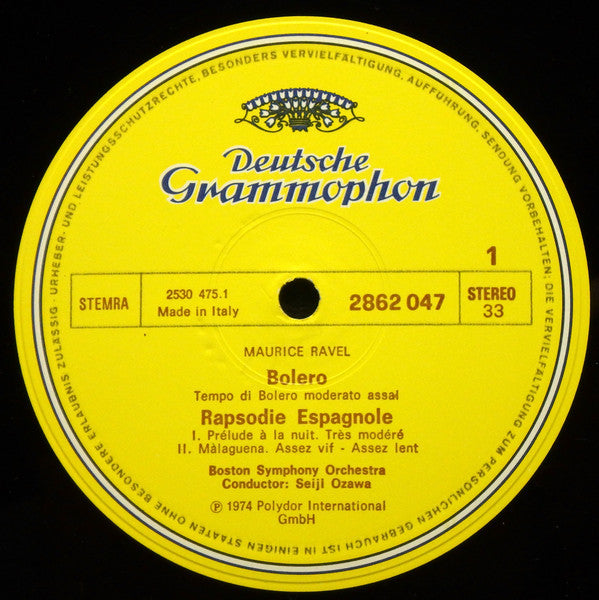 URHEBER- UND LEISTUNGSSCHUTZRECHTE, BESONDERS VERVIELFÄLTIGUNG, AUFFÜHRUNG, SENDUNG VORBEHALTEN; DIE VERVIELFÄLTIGUNG ZUM PERSÖNLICHEN GEBRAUCH IST IN EINIGEN STAATEN OHNE BESONDERE ERLAUBNIS ZULÄSSIG
Deutsche
Grammophon
1
STEMRA
2530 475.1
Made in Italy
2862 047
STEREO
33
MAURICE RAVEL
Bolero
Tempo di Bolero moderato assai
Rapsodie Espagnole
I. Prélude à la nuit. Très modéré
II. Màlaguena. Assez vif - Assez lent
Boston Symphony Orchestra
Conductor: Seiji Ozawa
℗ 1974 Polydor International
GmbH